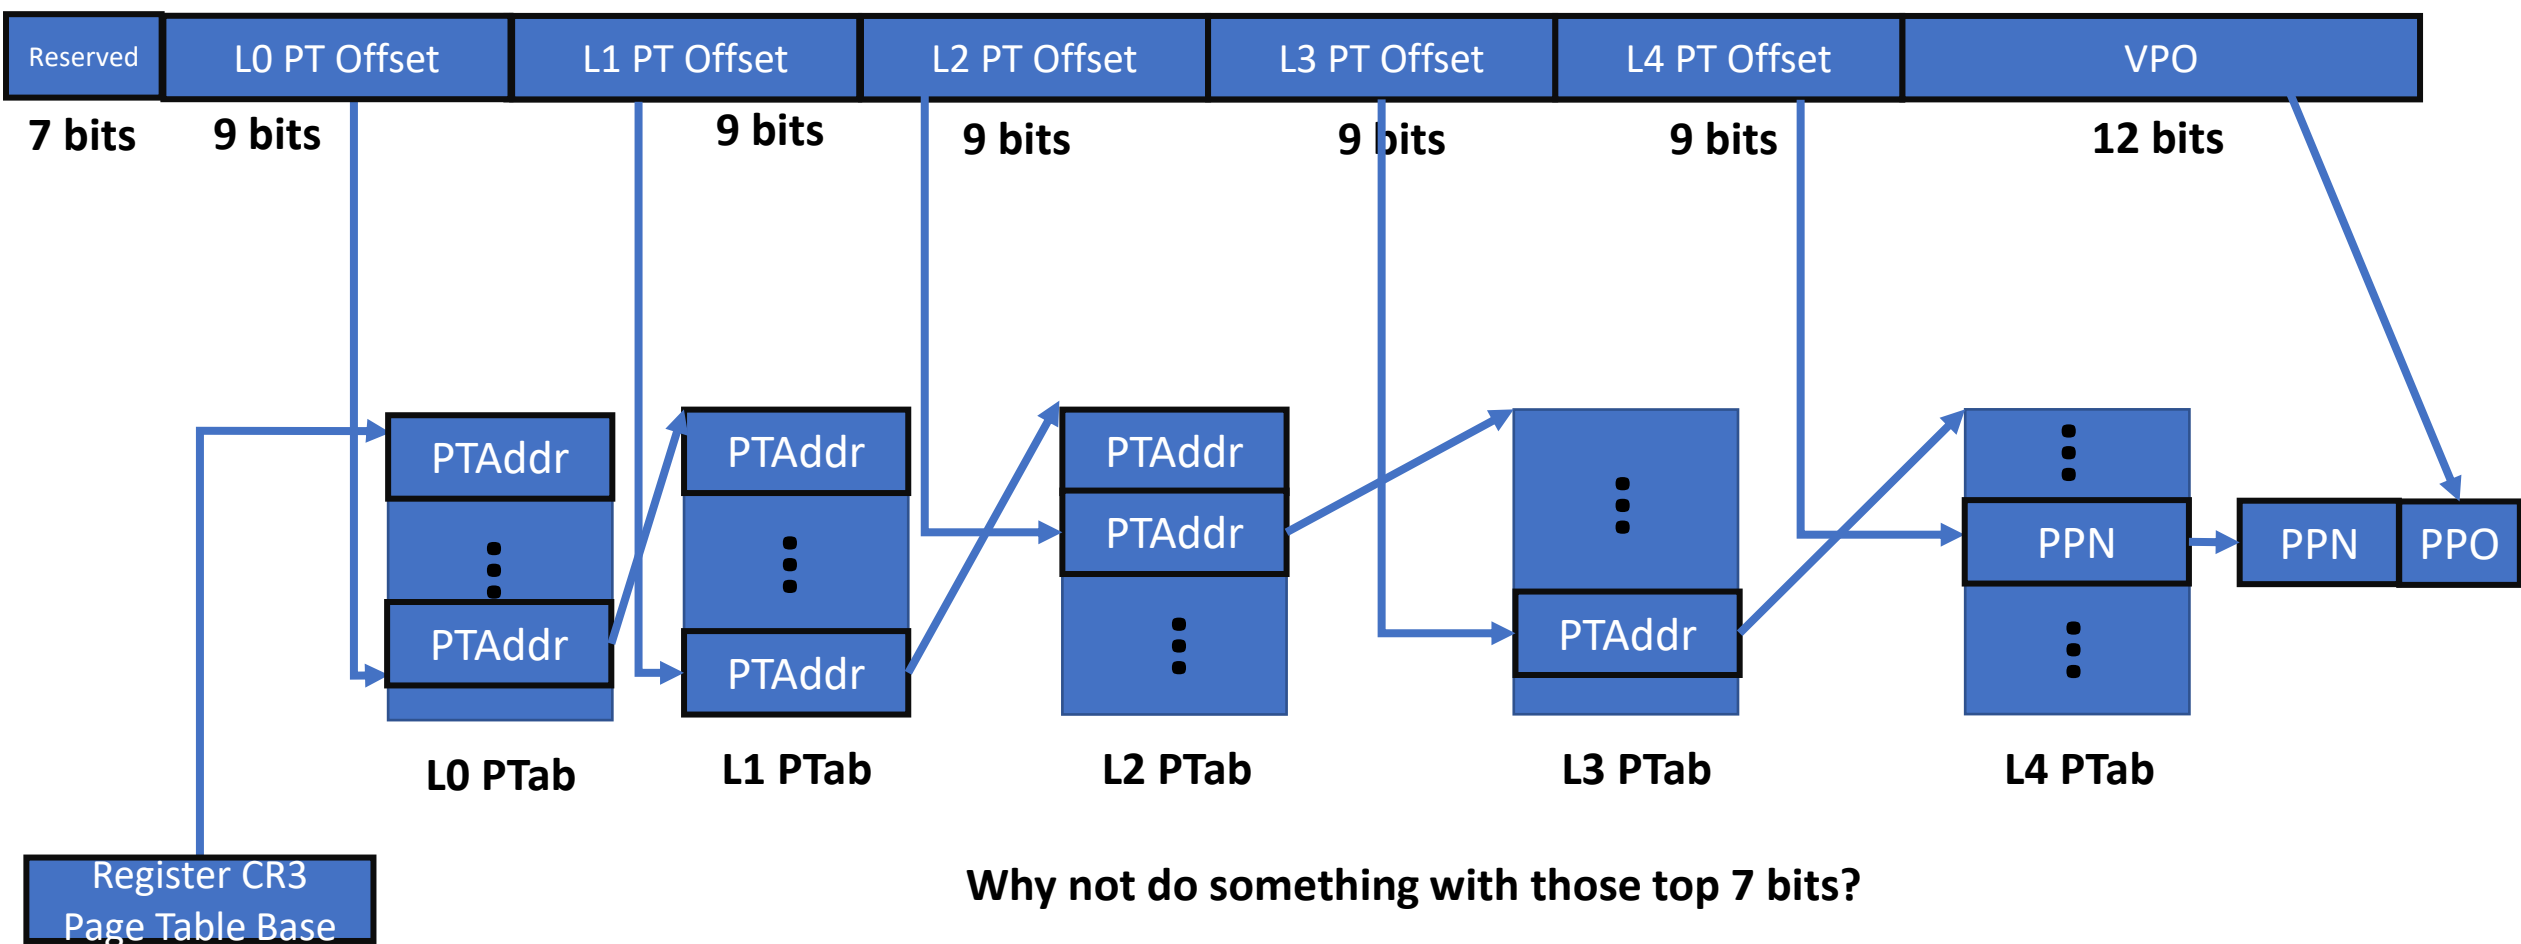 Reserved
L0 PT Offset
L1 PT Offset
L2 PT Offset
L3 PT Offset
L4 PT Offset
VPO
7 bits
9 bits
9 bits
9 bits
9 bits
9 bits
12 bits
PTAddr
PTAddr
PTAddr
PTAddr
PTAddr
PTAddr
PTAddr
PPN
PPN
PPO
L0 PTab
L1 PTab
L2 PTab
L3 PTab
L4 PTab
Register CR3
Page Table Base
Why not do something with those top 7 bits?